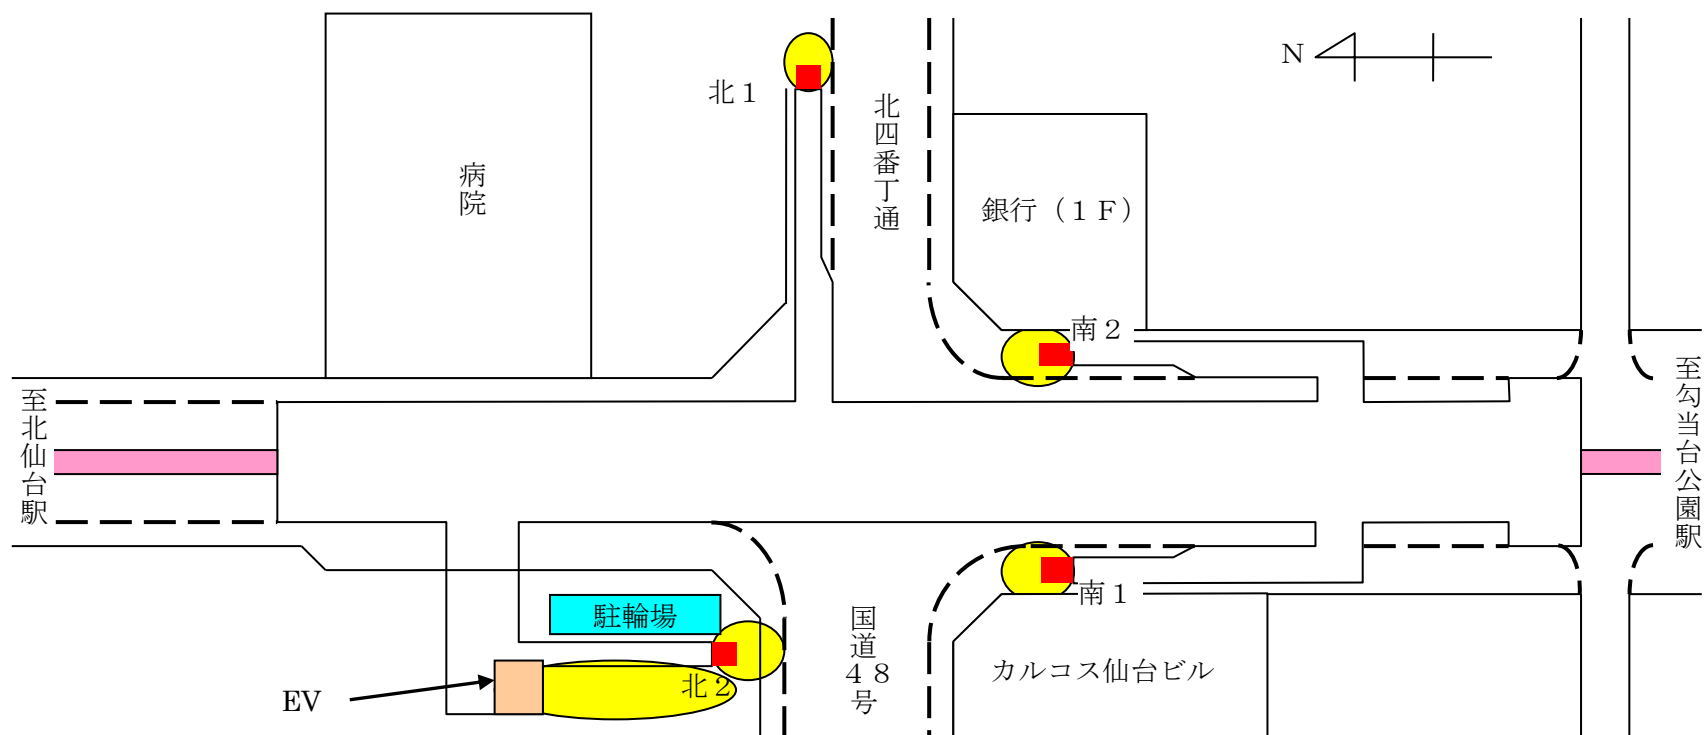 N
北１
北四番丁通
病院
銀行（１Ｆ）
南２
至北仙台駅
至勾当台公園駅
南１
駐輪場
国道４８号
カルコス仙台ビル
北２
EV